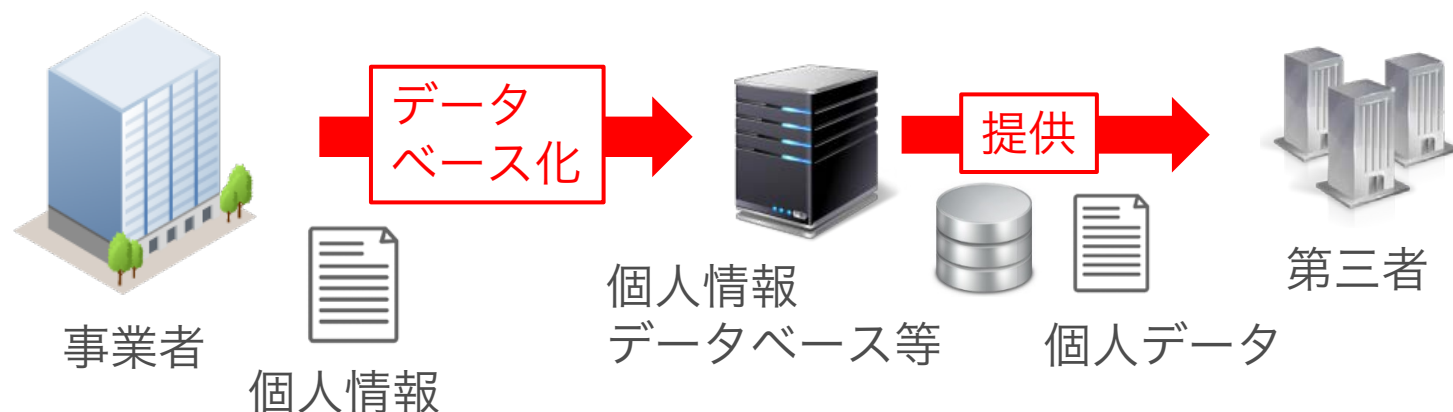 データ
ベース化
提供
事業者
個人情報
個人情報
データベース等
個人データ
第三者